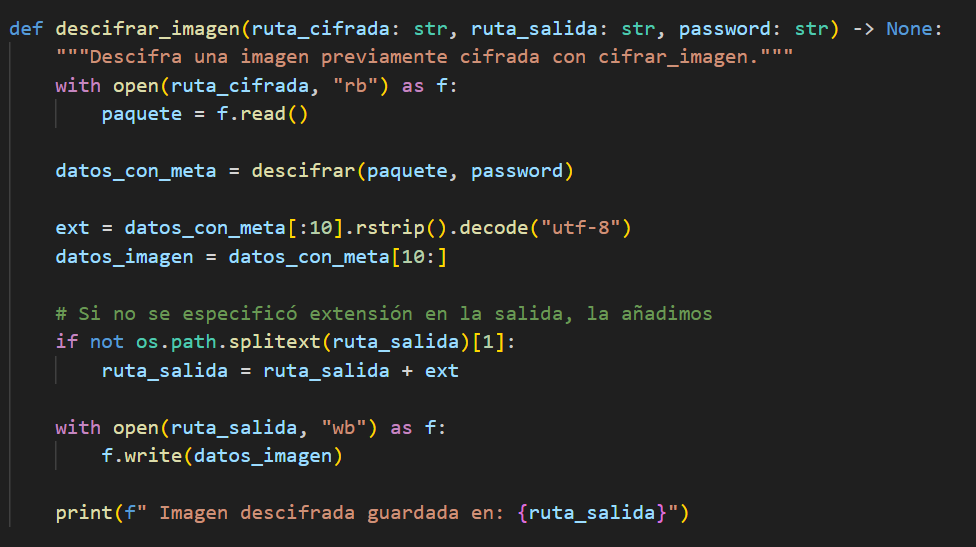 def descifrar_imagen(ruta_cifrada: str, ruta_salida: str, password: str) -> None:
    """Descifra una imagen previamente cifrada con cifrar_imagen."""
    with open(ruta_cifrada, "rb") as f:
        paquete = f.read()

    datos_con_meta = descifrar(paquete, password)

    ext = datos_con_meta[:10].rstrip().decode("utf-8")
    datos_imagen = datos_con_meta[10:]

    # Si no se especificó extensión en la salida, la añadimos
    if not os.path.splitext(ruta_salida)[1]:
        ruta_salida = ruta_salida + ext

    with open(ruta_salida, "wb") as f:
        f.write(datos_imagen)

    print(f" Imagen descifrada guardada en: {ruta_salida}")